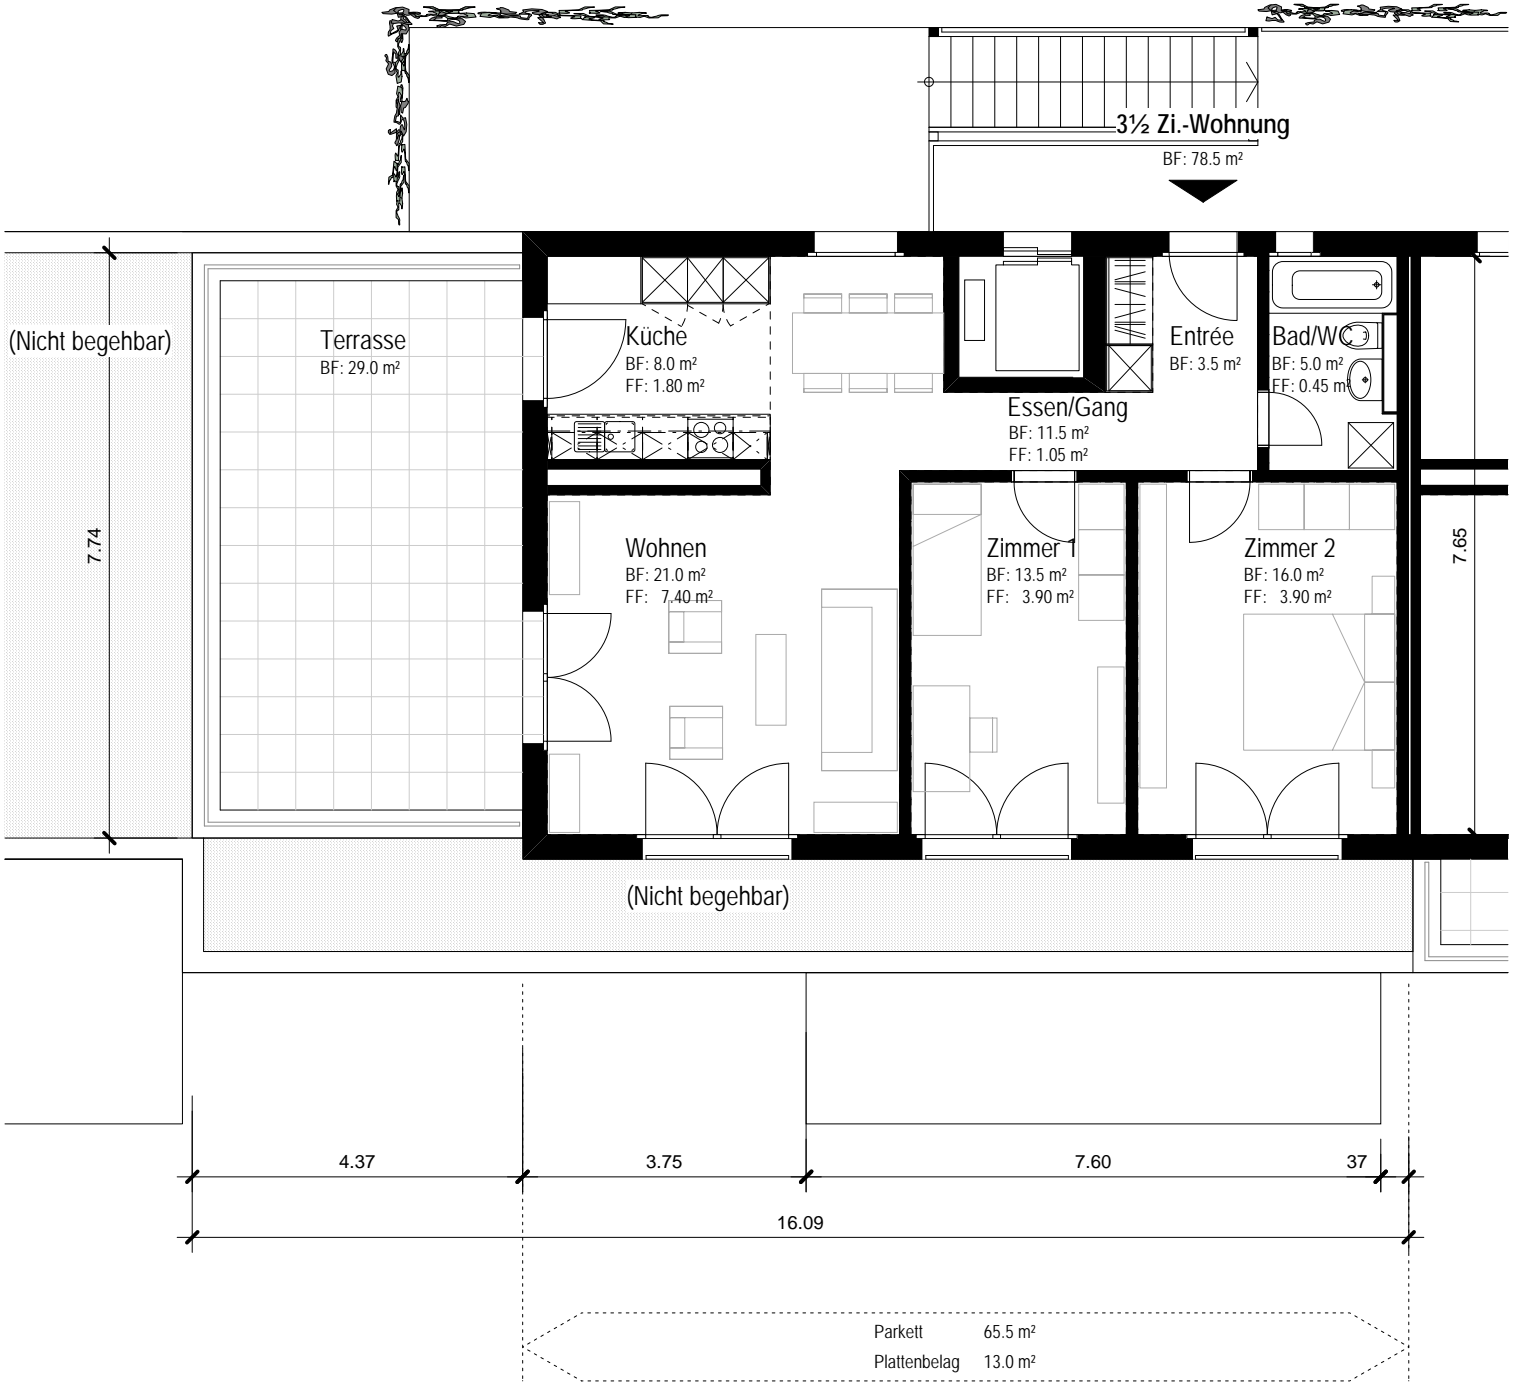 3½ Zi.-Wohnung
BF: 78.5 m²
(Nicht begehbar)
Terrasse
BF: 29.0 m²
Küche
BF: 8.0 m²
FF: 1.80 m²
Entrée
BF: 3.5 m²
Bad/WC
BF: 5.0 m²
FF: 0.45 m²
Essen/Gang
BF: 11.5 m²
FF: 1.05 m²
7.74
Wohnen
BF: 21.0 m²
FF: 7.40 m²
Zimmer 1
BF: 13.5 m²
FF: 3.90 m²
Zimmer 2
BF: 16.0 m²
FF: 3.90 m²
7.65
(Nicht begehbar)
4.37
3.75
7.60
37
16.09
Parkett 65.5 m²
Plattenbelag 13.0 m²